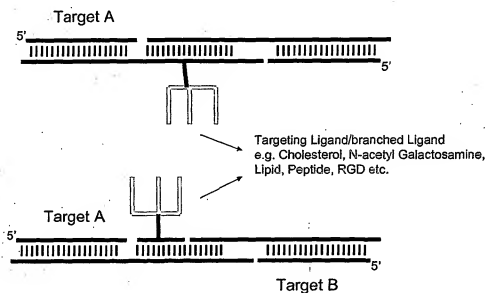 Target A
5'
5'
Targeting Ligand/branched Ligand
e.g. Cholesterol, N-acetyl Galactosamine,
Lipid, Peptide, RGD etc.
Target A
5'
5'
Target B